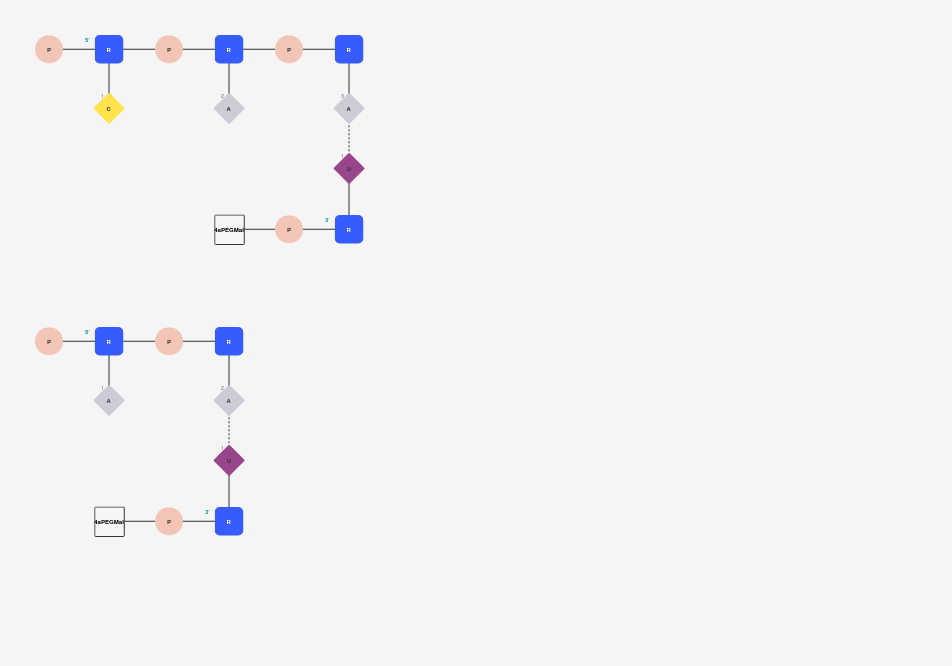 5'
P R P R P R
1 2 3
C A A
1
U
3'
4aPEGMal P R
5'
P R P R
1 2
A A
1
U
3'
4aPEGMal P R